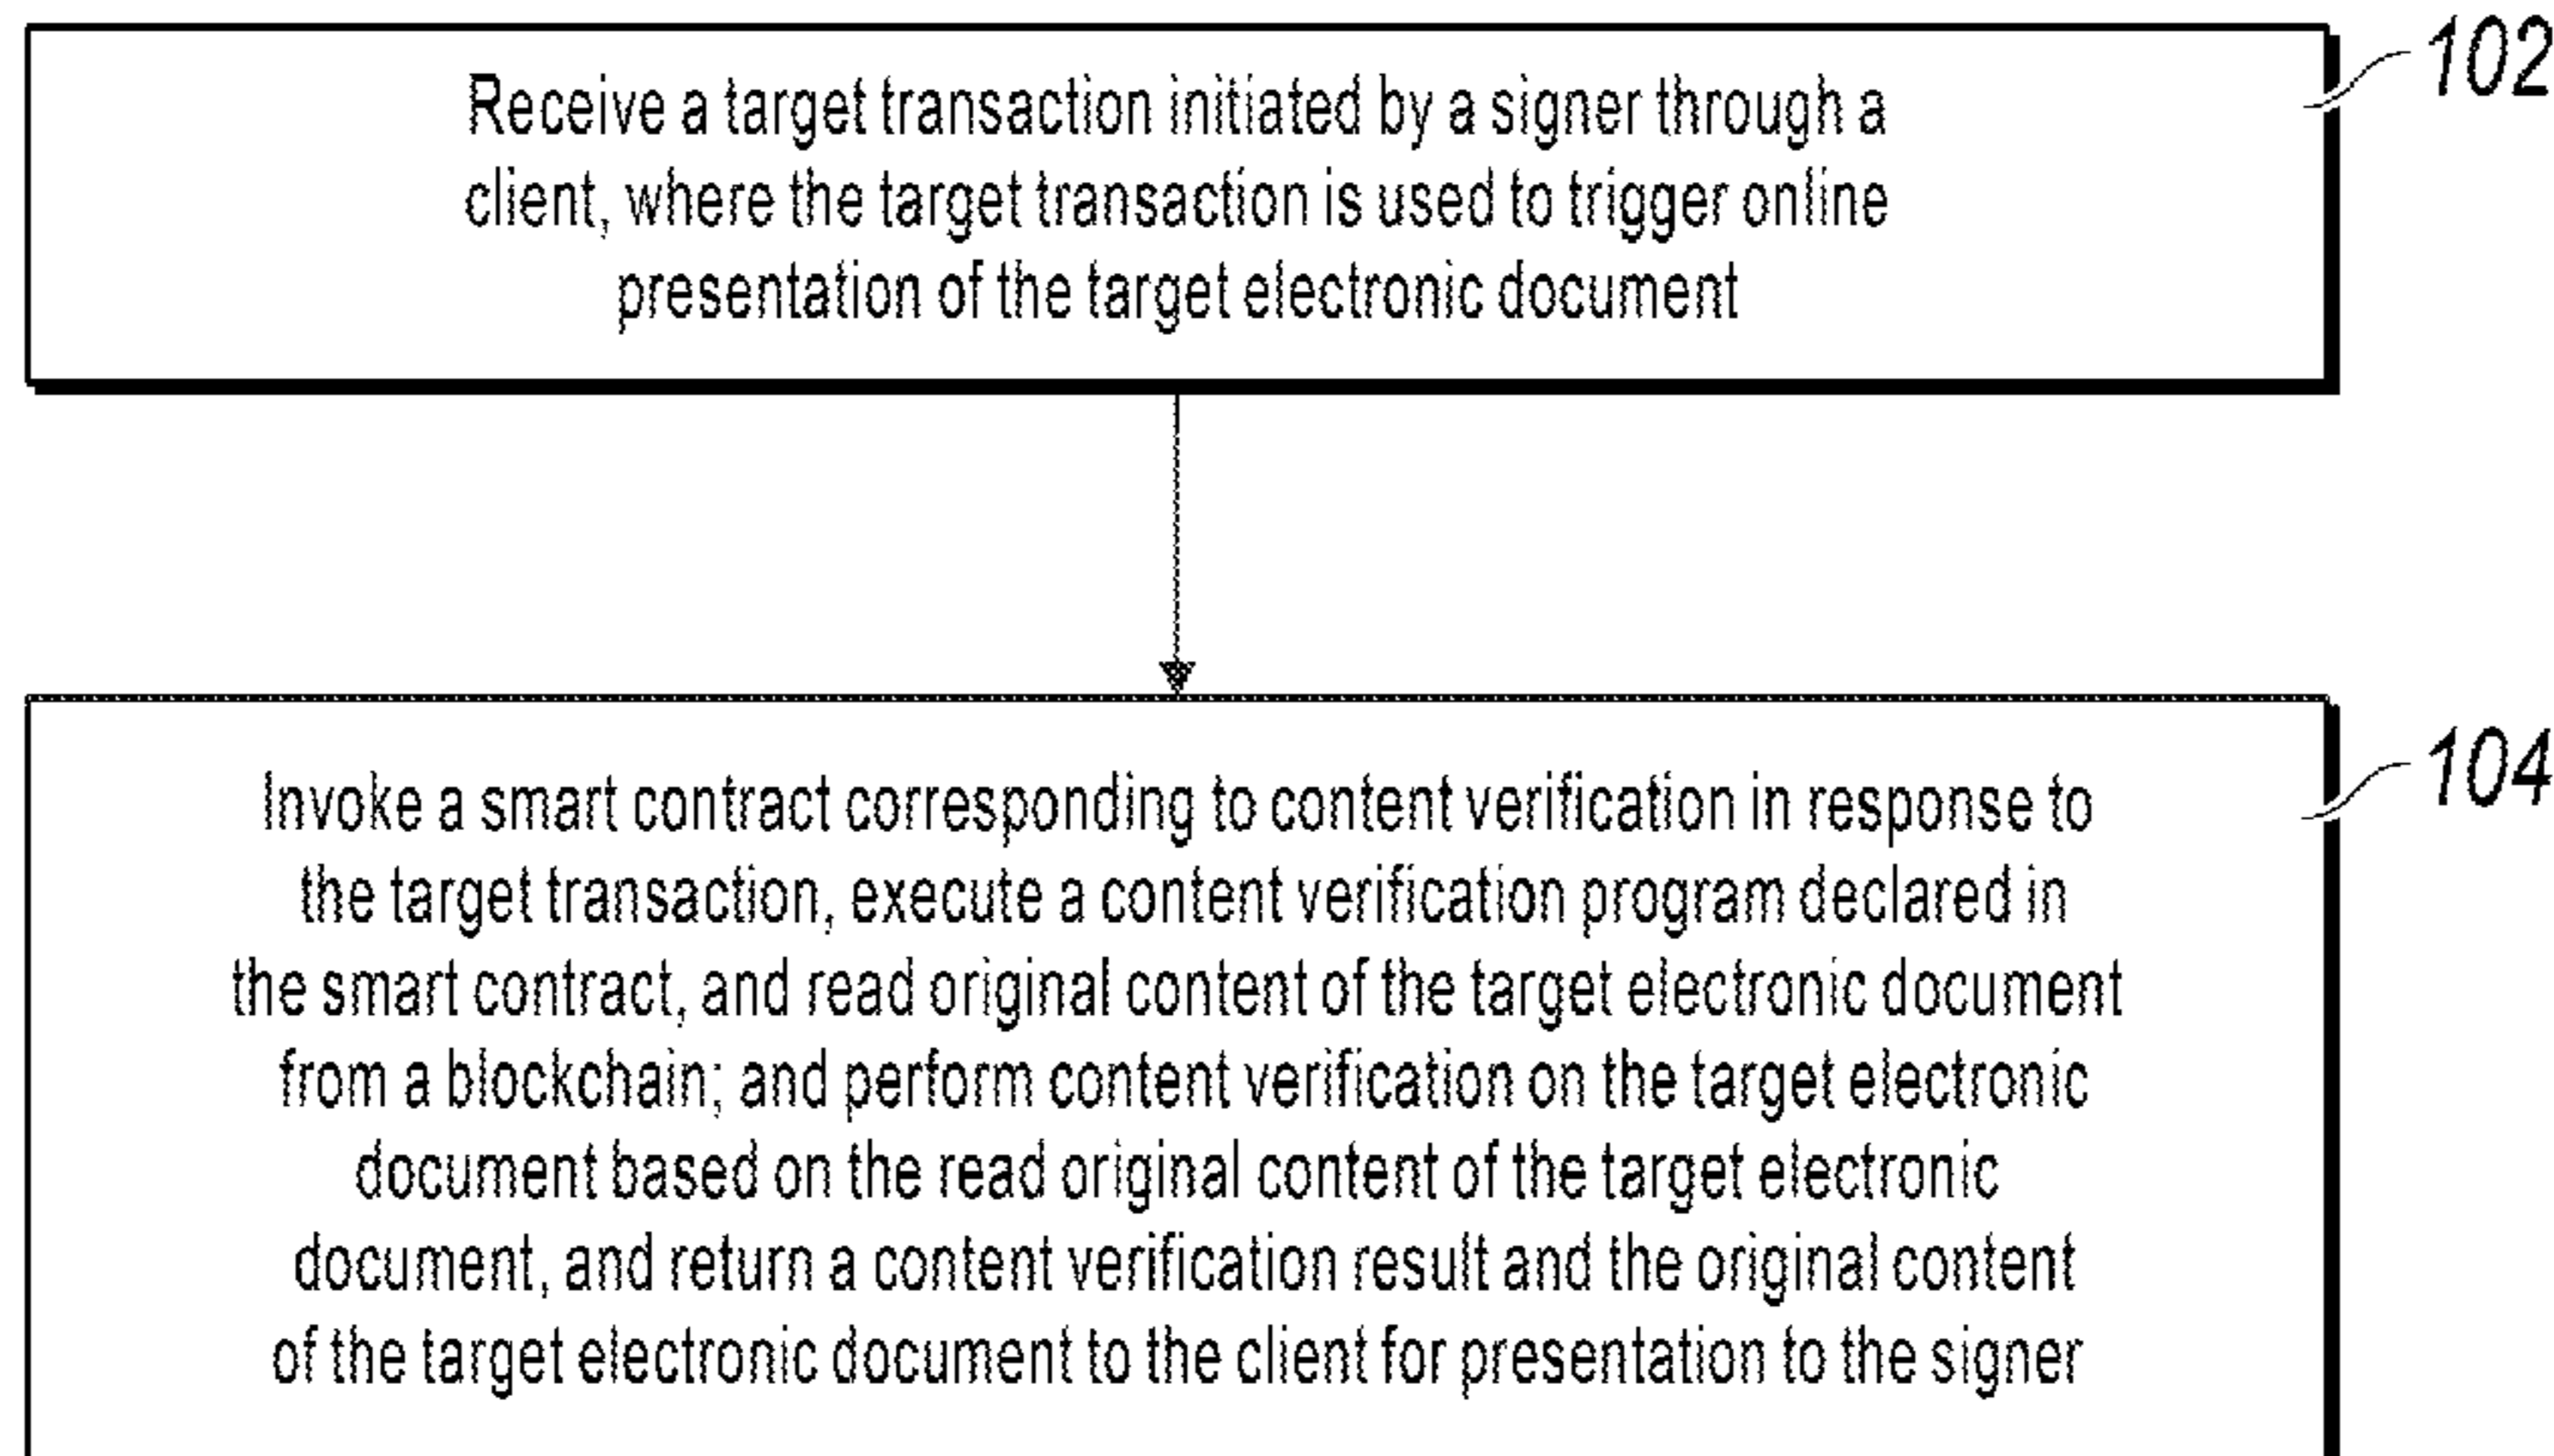 Receive a target transaction initiated by a signer through a
client, where the target transaction is used to trigger online
presentation of the target electronic document
102
Invoke a smart contract corresponding to content verification in response to
the target transaction, execute a content verification program declared in
the smart contract, and read original content of the target electronic document
from a blockchain; and perform content verification on the target electronic
document based on the read original content of the target electronic
document, and return a content verification result and the original content
of the target electronic document to the client for presentation to the signer
104